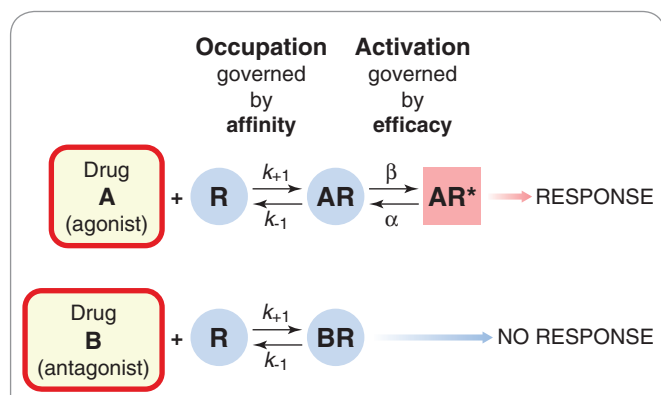 Occupation
governed
by
affinity
Activation
governed
by
efficacy
Drug
A
(agonist)
+
R
k+1
k-1
AR
β
α
AR*
RESPONSE
Drug
B
(antagonist)
+
R
k+1
k-1
BR
NO RESPONSE